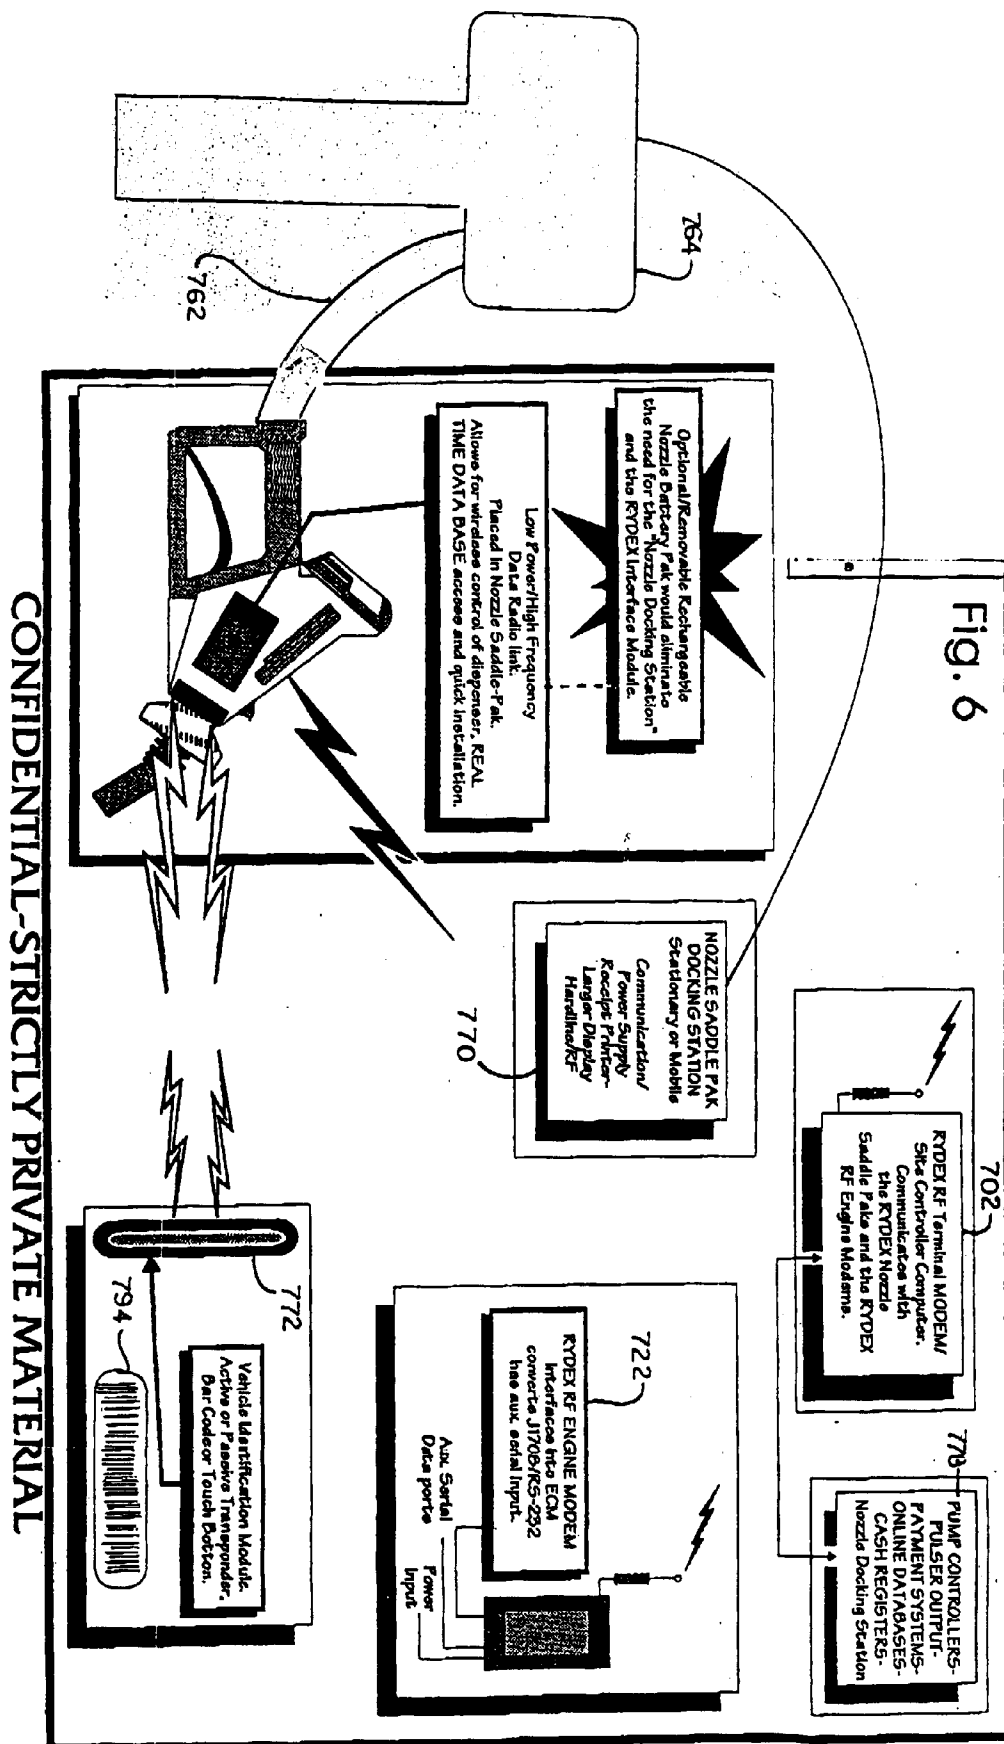 Fig. 6
764
762
Optional/Removable Rechargeable
Nozzle Battery Pak would eliminate
the need for the "Nozzle Docking Station"
and the RYDEX Interface Module.
Low Power/High Frequency
Data Radio link.
Placed in Nozzle Saddle-Pak.
Allows for wireless control of dispenser, REAL
TIME DATA BASE access and quick installation.
NOZZLE SADDLE PAK
DOCKING STATION
Stationary or Mobile
Communication/
Power Supply
Receipt Printer-
Larger Display
Hardline/RF
770
702
RYDEX RF Terminal MODEM/
Site Controller Computer.
Communicates with
the RYDEX Nozzle
Saddle Paks and the RYDEX
RF Engine Modems.
778
PUMP CONTROLLERS-
PULSER OUTPUT-
PAYMENT SYSTEMS-
ONLINE DATABASES-
CASH REGISTERS-
Nozzle Docking Station
722
RYDEX RF ENGINE MODEM
Interfaces into ECM
converts J1708/RS-232
has aux. serial input.
Aux Serial
Data ports
Power
Input
772
Vehicle Identification Module.
Active or Passive Transponder,
Bar Code or Touch Botton.
794
CONFIDENTIAL-STRICTLY PRIVATE MATERIAL